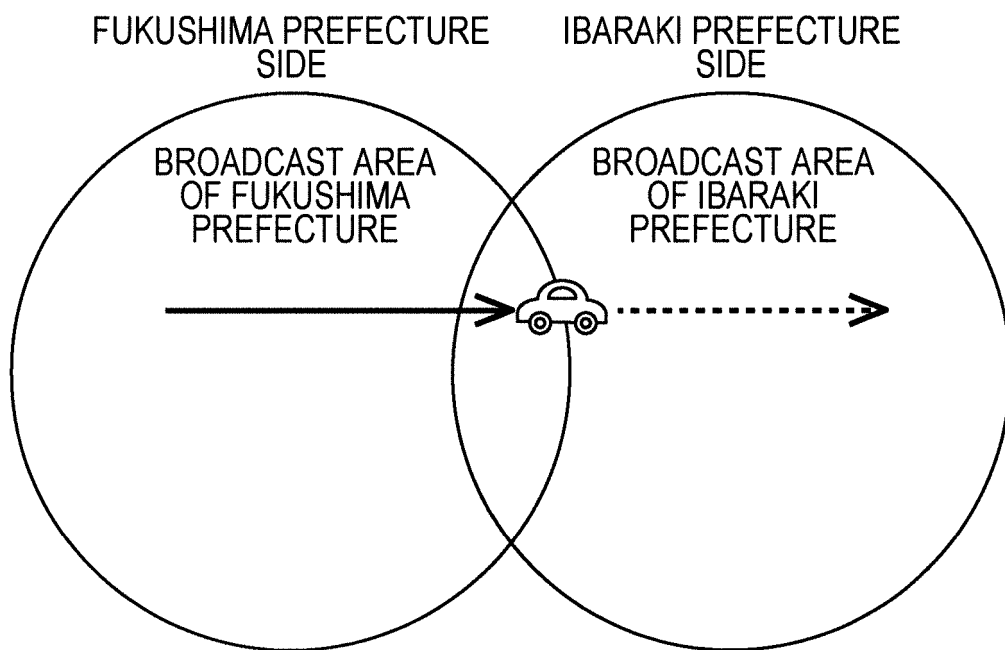 FUKUSHIMA PREFECTURE
SIDE
IBARAKI PREFECTURE
SIDE
BROADCAST AREA
OF FUKUSHIMA
PREFECTURE
BROADCAST AREA
OF IBARAKI
PREFECTURE